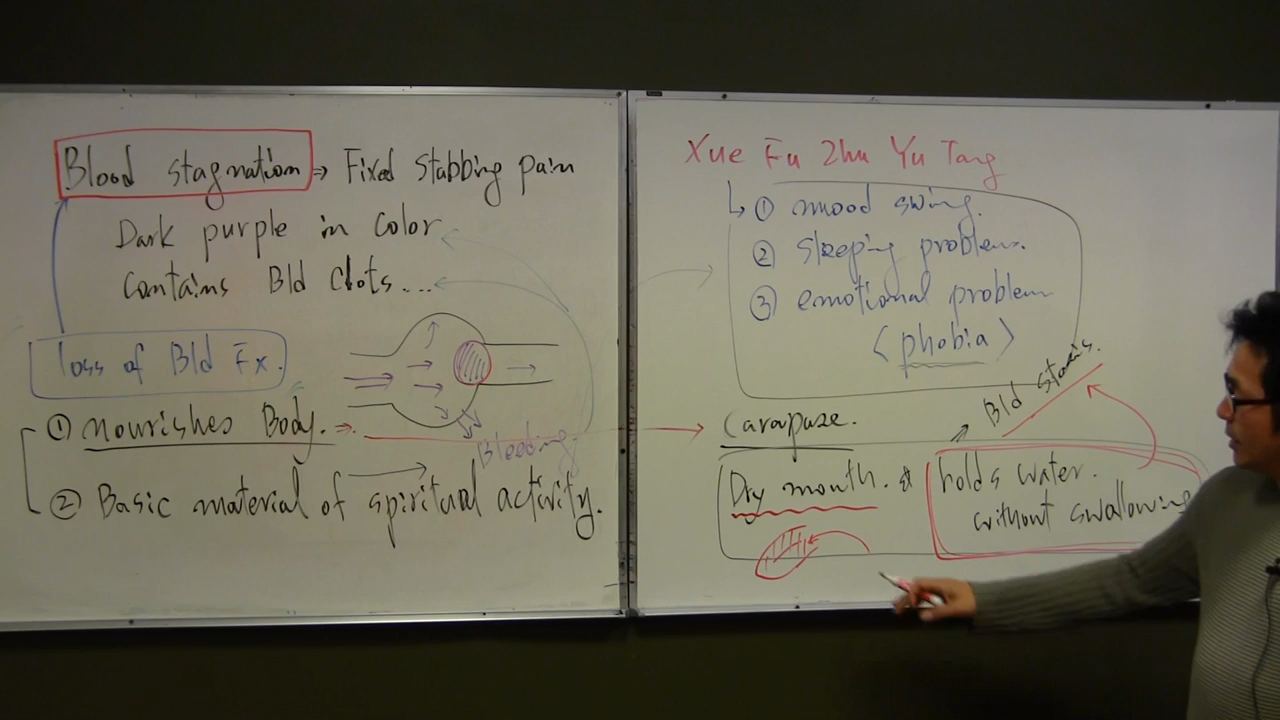 Blood stagnation ⇒ Fixed stabbing pain
Dark purple in color
Contains Bld Clots...
loss of Bld Fx.
① nourishes Body. ⇒
Bleeding
② Basic material of spiritual activity.
Xue Fu Zhu Yu Tang
↳ ① mood swing.
② sleeping problem.
③ emotional problem
< phobia >
Carapaze.
⇒ Bld stasis.
Dry month. & holds water.
without swallowing